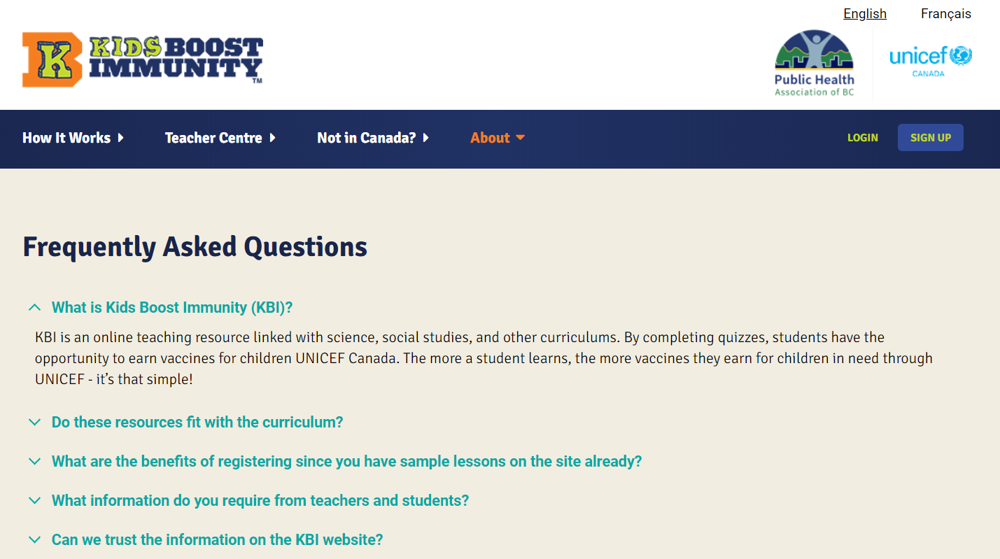 English Français
KIDS BOOST
IMMUNITY™
Public Health
Association of BC
unicef
CANADA
How It Works Teacher Centre Not in Canada? About LOGIN SIGN UP
Frequently Asked Questions
What is Kids Boost Immunity (KBI)?
KBI is an online teaching resource linked with science, social studies, and other curriculums. By completing quizzes, students have the
opportunity to earn vaccines for children UNICEF Canada. The more a student learns, the more vaccines they earn for children in need through
UNICEF - it’s that simple!
Do these resources fit with the curriculum?
What are the benefits of registering since you have sample lessons on the site already?
What information do you require from teachers and students?
Can we trust the information on the KBI website?